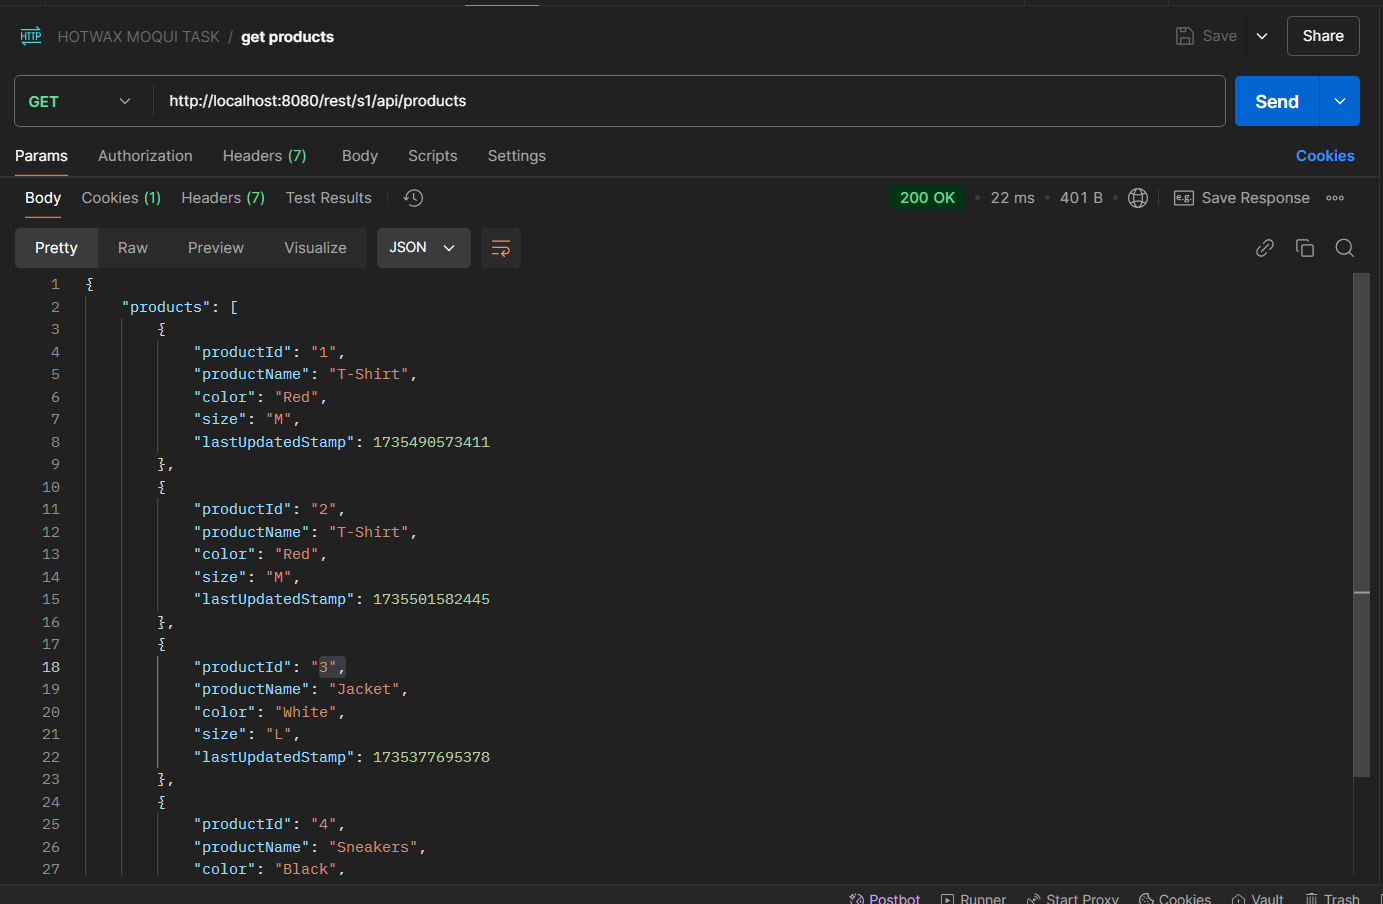 HTTP HOTWAX MOQUI TASK / get products Save Share
GET http://localhost:8080/rest/s1/api/products Send
Params Authorization Headers (7) Body Scripts Settings Cookies
Body Cookies (1) Headers (7) Test Results 200 OK • 22 ms • 401 B • e.g. Save Response
Pretty Raw Preview Visualize JSON
1 {
2 "products": [
3 {
4 "productId": "1",
5 "productName": "T-Shirt",
6 "color": "Red",
7 "size": "M",
8 "lastUpdatedStamp": 1735490573411
9 },
10 {
11 "productId": "2",
12 "productName": "T-Shirt",
13 "color": "Red",
14 "size": "M",
15 "lastUpdatedStamp": 1735501582445
16 },
17 {
18 "productId": "3",
19 "productName": "Jacket",
20 "color": "White",
21 "size": "L",
22 "lastUpdatedStamp": 1735377695378
23 },
24 {
25 "productId": "4",
26 "productName": "Sneakers",
27 "color": "Black",
Postbot Runner Start Proxy Cookies Vault Trash